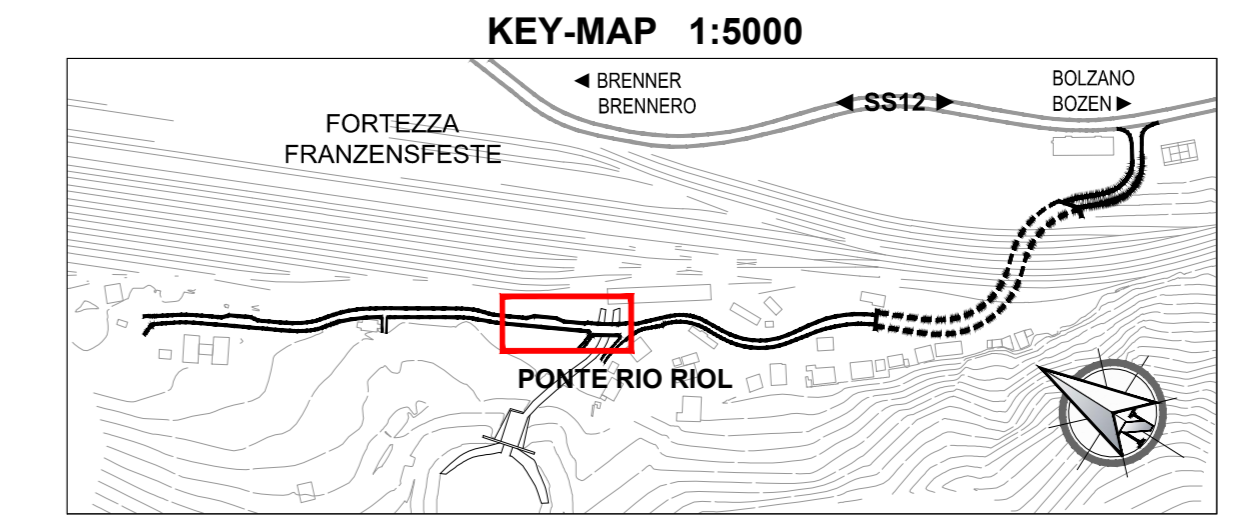 KEY-MAP 1:5000
◄ BRENNER
BRENNERO
◄ SS12 ►
BOLZANO
BOZEN ►
FORTEZZA
FRANZENSFESTE
PONTE RIO RIOL